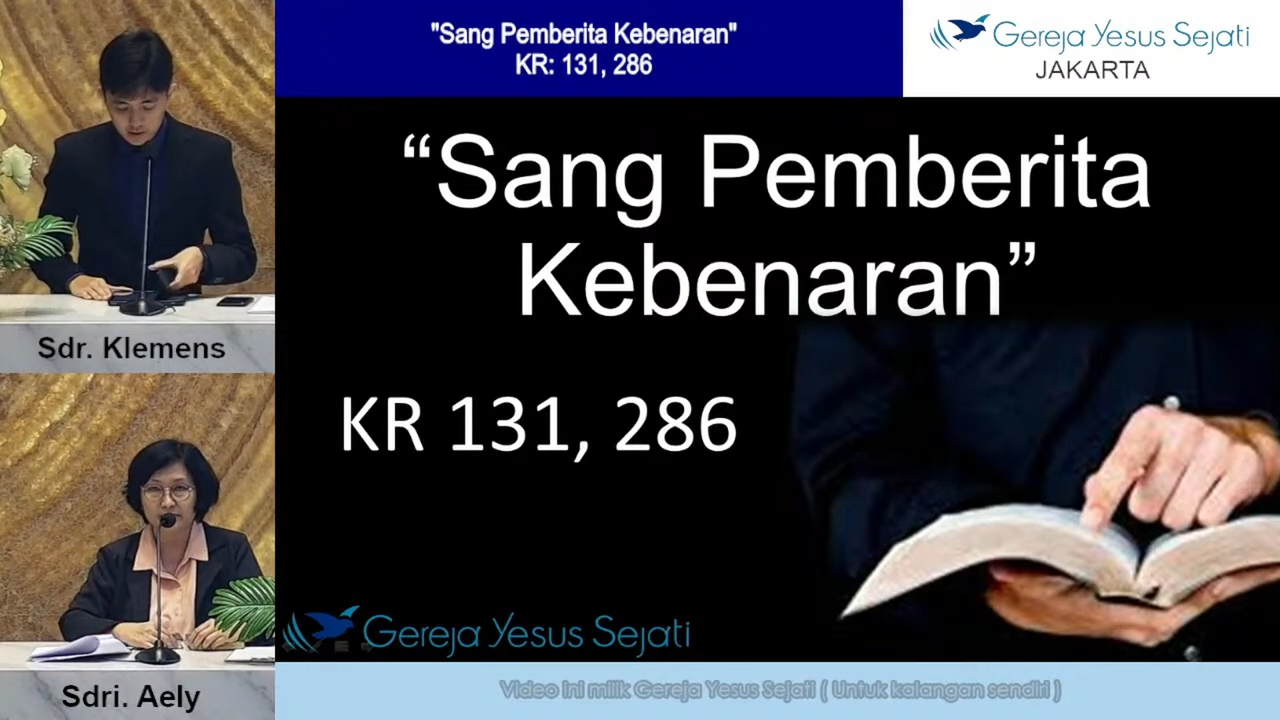 "Sang Pemberita Kebenaran"
KR: 131, 286
Gereja Yesus Sejati
JAKARTA
“Sang Pemberita
Kebenaran”
KR 131, 286
Gereja Yesus Sejati
Sdr. Klemens
Sdri. Aely
Video ini milik Gereja Yesus Sejati ( Untuk kalangan sendiri )